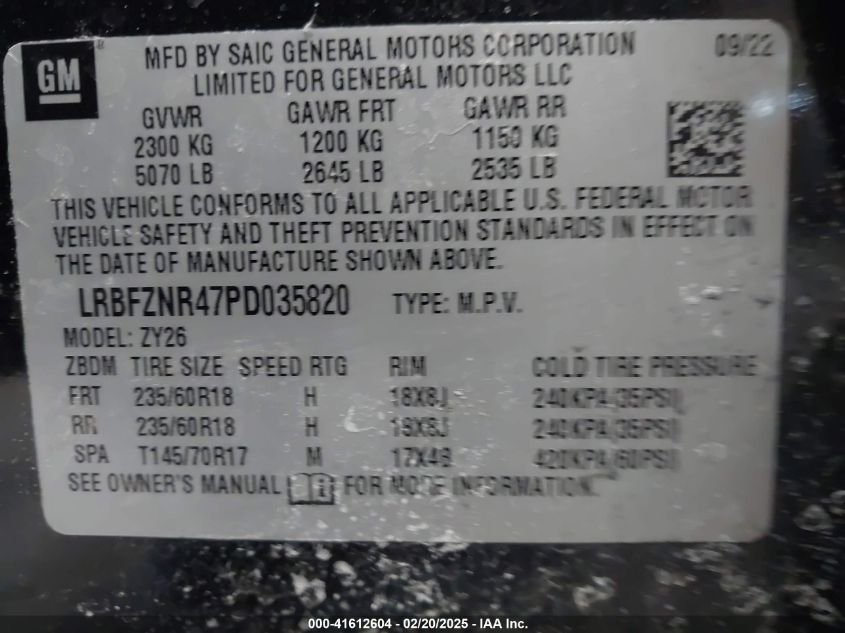 GM ®
MFD BY SAIC GENERAL MOTORS CORPORATION 09/22
LIMITED FOR GENERAL MOTORS LLC
GVWR GAWR FRT GAWR RR
2300 KG 1200 KG 1150 KG
5070 LB 2645 LB 2535 LB
THIS VEHICLE CONFORMS TO ALL APPLICABLE U.S. FEDERAL MOTOR
VEHICLE SAFETY AND THEFT PREVENTION STANDARDS IN EFFECT ON
THE DATE OF MANUFACTURE SHOWN ABOVE.
LRBFZNR47PD035820 TYPE: M.P.V.
MODEL: ZY26
ZBDM TIRE SIZE SPEED RTG RIM COLD TIRE PRESSURE
FRT 235/60R18 H 18X8J 240KPA(35PSI)
RR 235/60R18 H 18X8J 240KPA(35PSI)
SPA T145/70R17 M 17X4B 420KPA(60PSI)
SEE OWNER'S MANUAL FOR MORE INFORMATION.
000-41612604 - 02/20/2025 - IAA Inc.